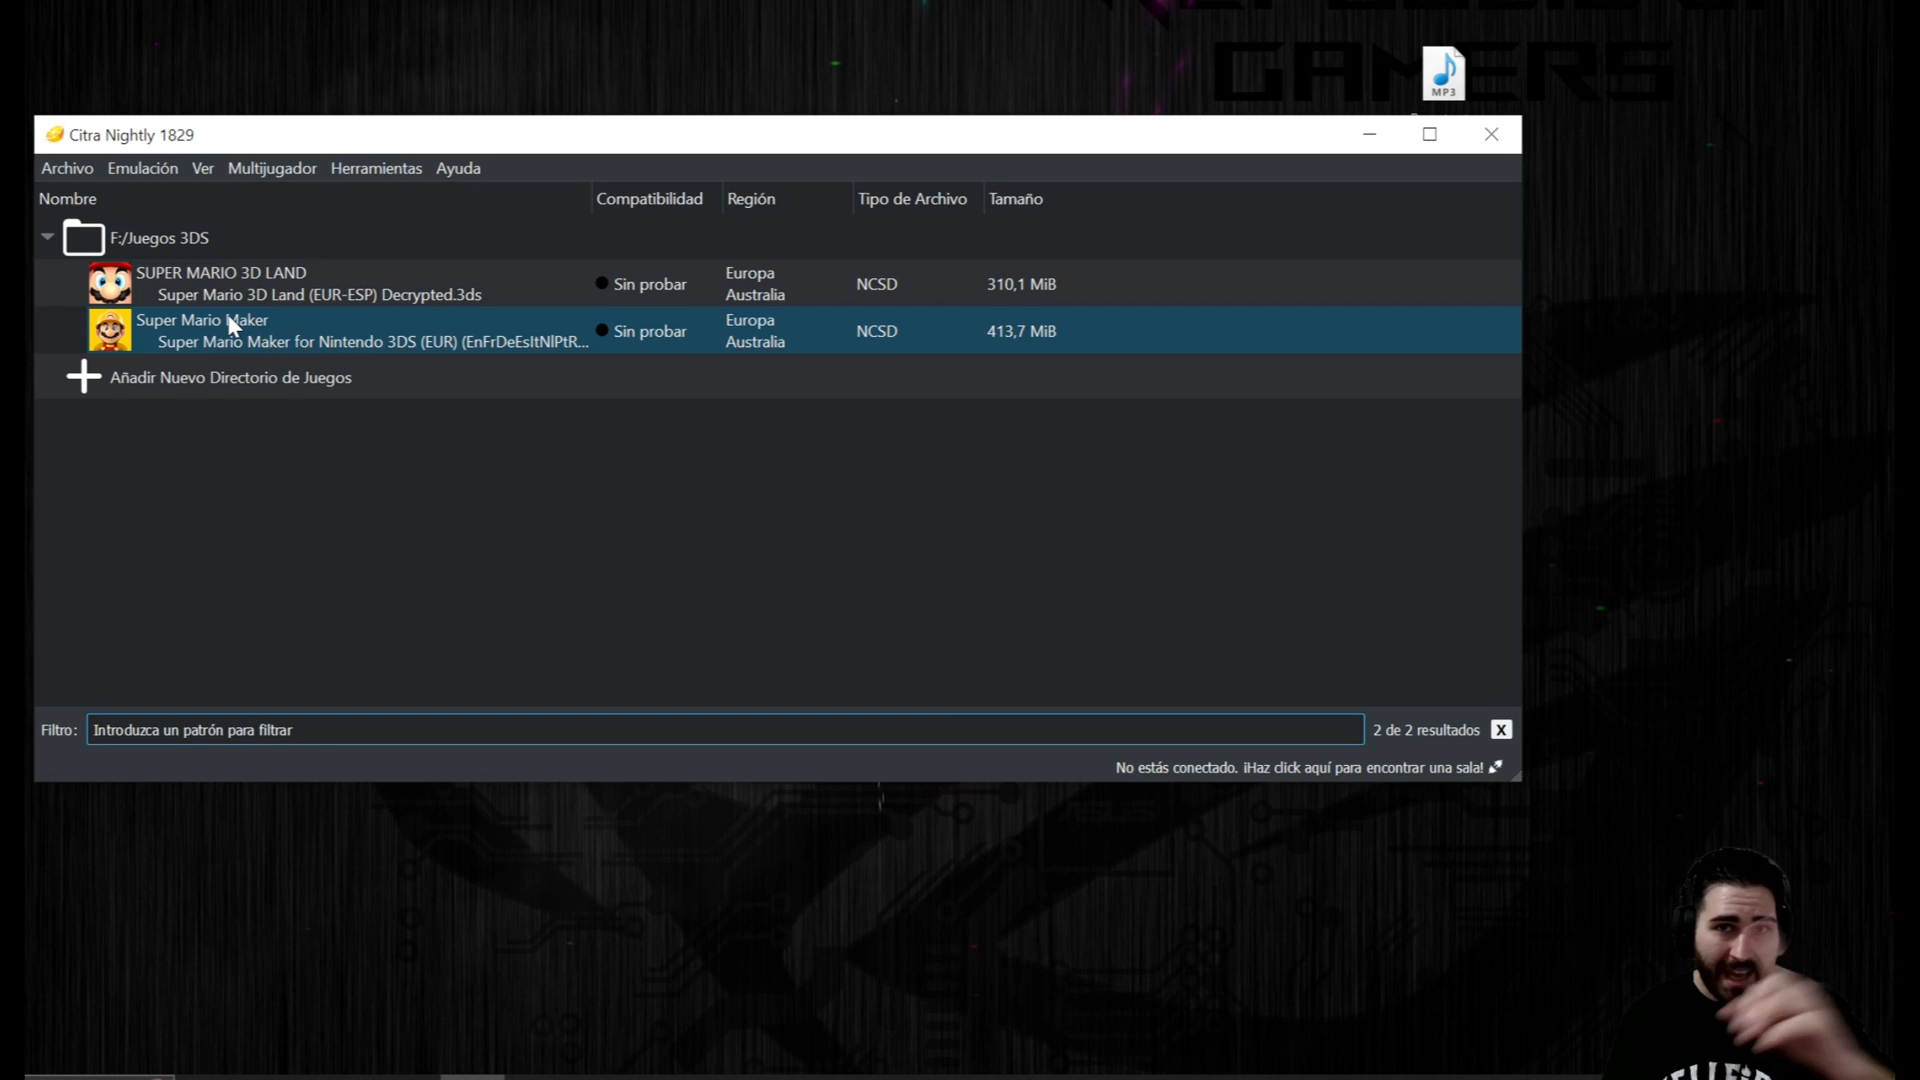 GAMERS
MP3
Citra Nightly 1829
Archivo Emulación Ver Multijugador Herramientas Ayuda
Nombre Compatibilidad Región Tipo de Archivo Tamaño
F:/Juegos 3DS
SUPER MARIO 3D LAND
Super Mario 3D Land (EUR-ESP) Decrypted.3ds
Sin probar
Europa
Australia
NCSD
310,1 MiB
Super Mario Maker
Super Mario Maker for Nintendo 3DS (EUR) (EnFrDeEsItNlPtR...
Sin probar
Europa
Australia
NCSD
413,7 MiB
Añadir Nuevo Directorio de Juegos
Filtro: Introduzca un patrón para filtrar 2 de 2 resultados X
No estás conectado. ¡Haz click aquí para encontrar una sala!